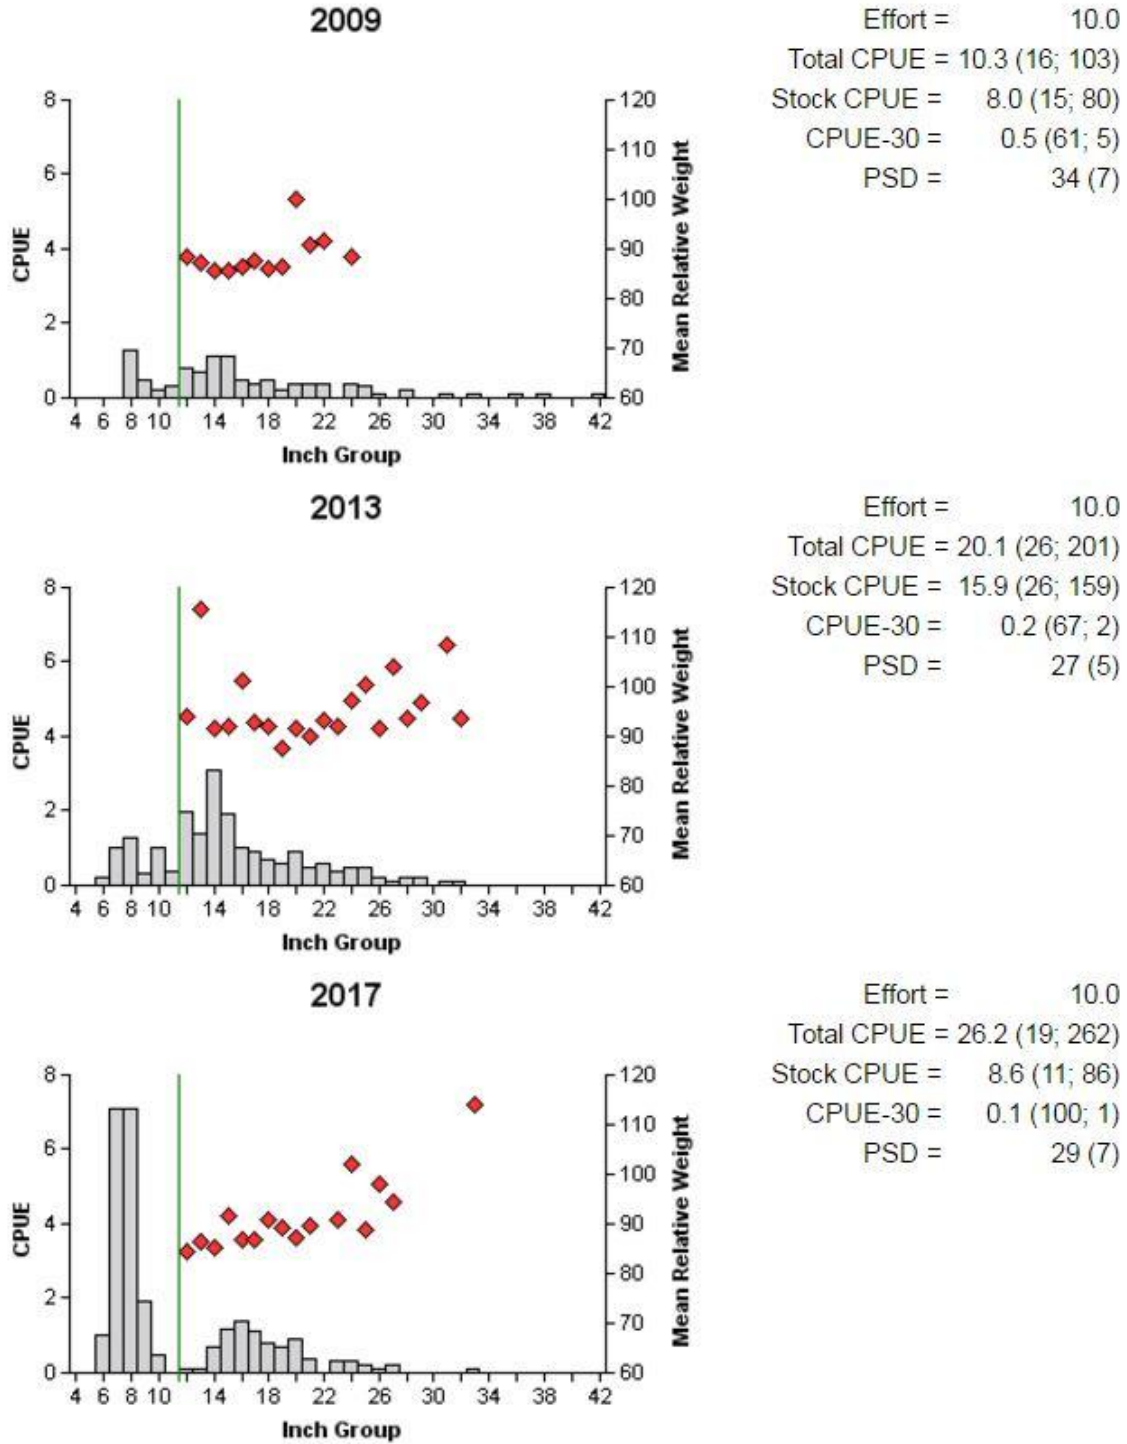 2009
Effort = 10.0
Total CPUE = 10.3 (16; 103)
Stock CPUE = 8.0 (15; 80)
CPUE-30 = 0.5 (61; 5)
PSD = 34 (7)
8 120
110
6 100
CPUE
4 90
Mean Relative Weight
80
2 70
0 60
4 6 8 10 14 18 22 26 30 34 38 42
Inch Group
2013
Effort = 10.0
Total CPUE = 20.1 (26; 201)
Stock CPUE = 15.9 (26; 159)
CPUE-30 = 0.2 (67; 2)
PSD = 27 (5)
8 120
110
6 100
CPUE
4 90
Mean Relative Weight
80
2 70
0 60
4 6 8 10 14 18 22 26 30 34 38 42
Inch Group
2017
Effort = 10.0
Total CPUE = 26.2 (19; 262)
Stock CPUE = 8.6 (11; 86)
CPUE-30 = 0.1 (100; 1)
PSD = 29 (7)
8 120
110
6 100
CPUE
4 90
Mean Relative Weight
80
2 70
0 60
4 6 8 10 14 18 22 26 30 34 38 42
Inch Group